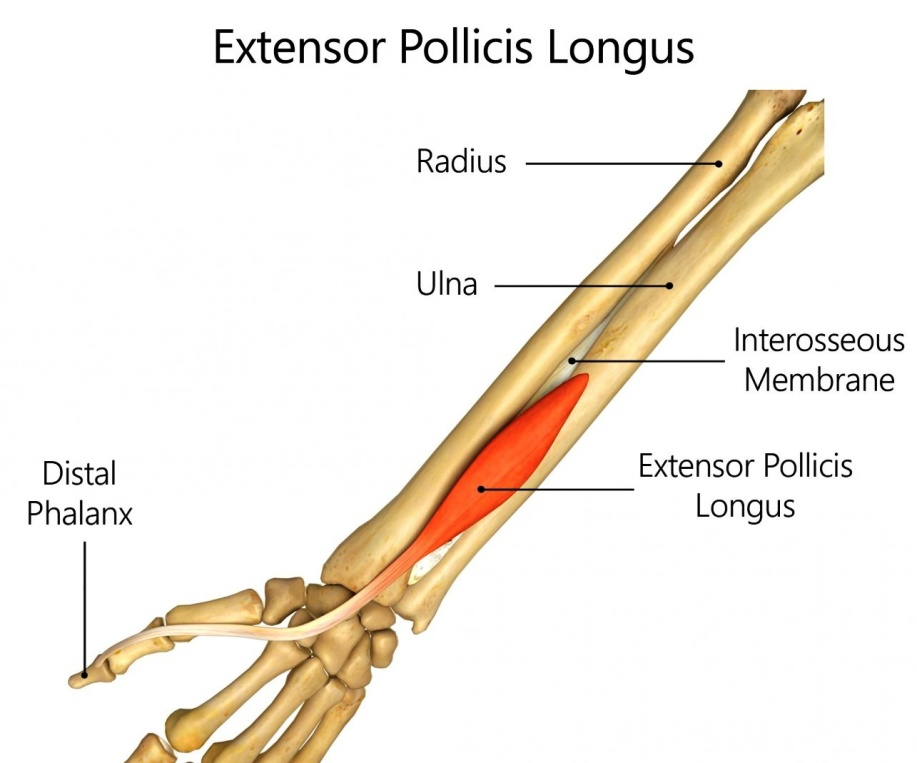 Extensor Pollicis Longus
Radius
Ulna
Interosseous
Membrane
Extensor Pollicis
Longus
Distal
Phalanx